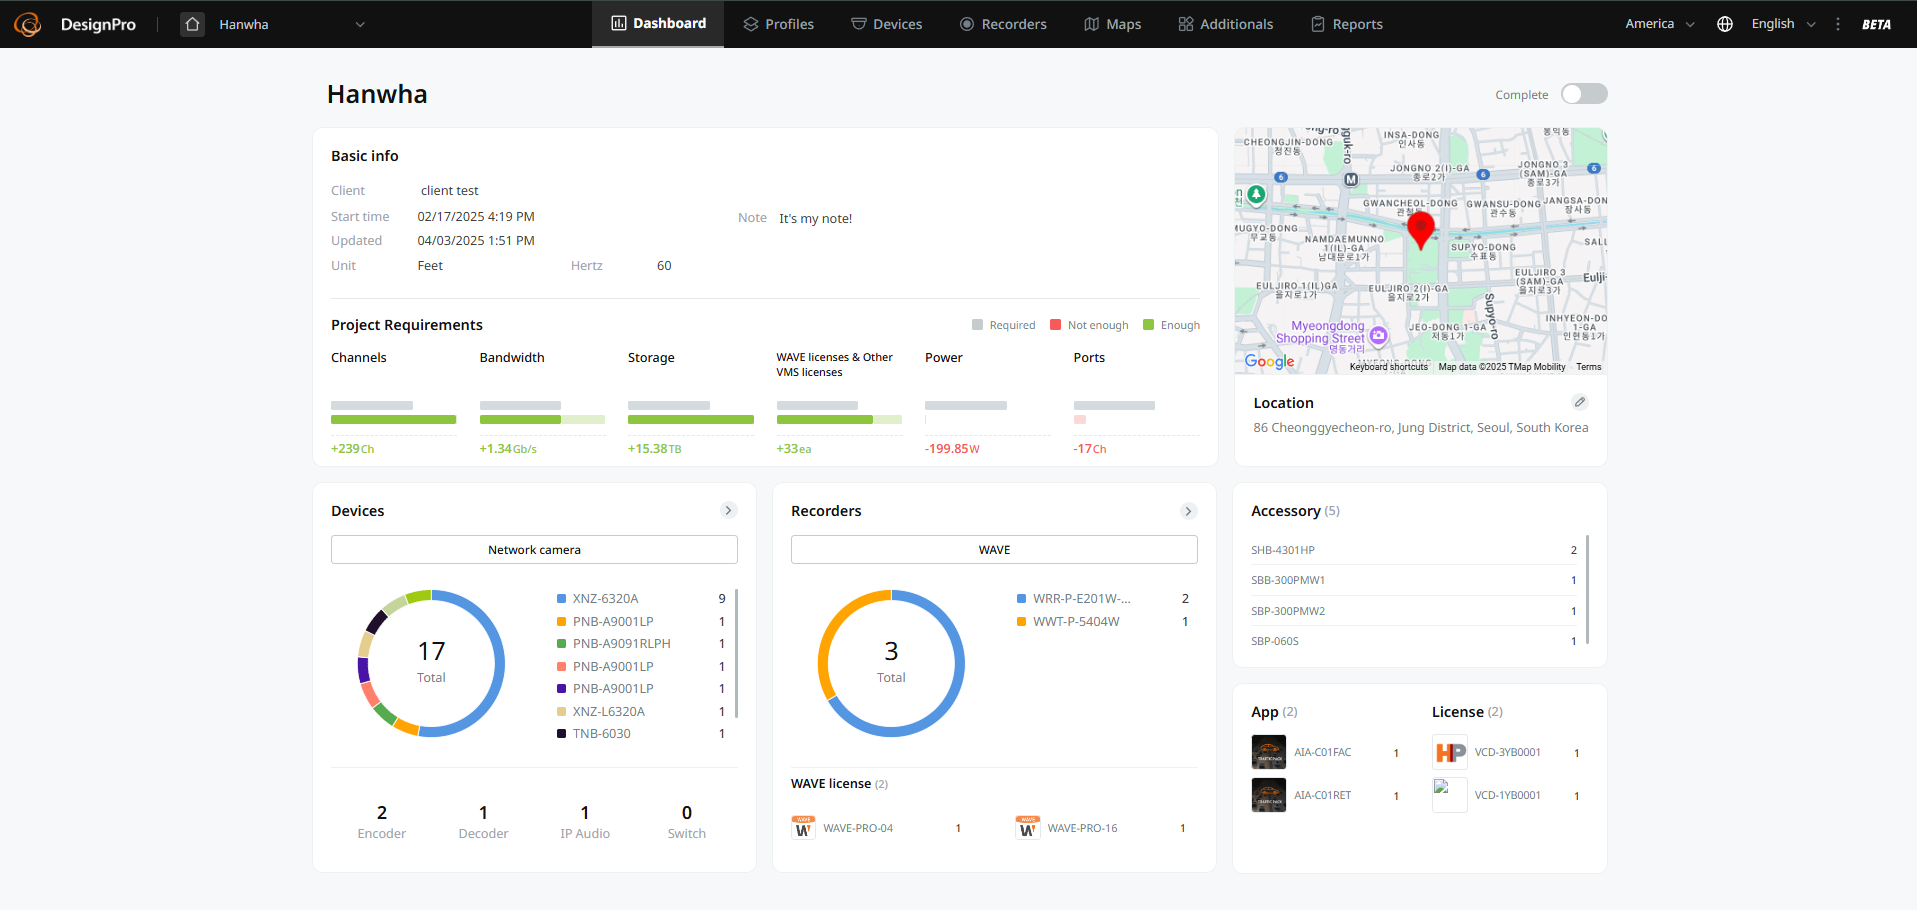 DesignPro
Hanwha
Dashboard
Profiles
Devices
Recorders
Maps
Additionals
Reports
America
English
BETA
Hanwha
Complete
Basic info
Client
client test
Start time
02/17/2025 4:19 PM
Note
It's my note!
Updated
04/03/2025 1:51 PM
Unit
Feet
Hertz
60
Project Requirements
Required
Not enough
Enough
Channels
Bandwidth
Storage
WAVE licenses & Other
VMS licenses
Power
Ports
+239Ch
+1.34Gb/s
+15.38TB
+33ea
-199.85W
-17Ch
CHEONGJIN-DONG
청진동
INSA-DONG
인사동
JONGNO 2(I)-GA
종로2가
JONGNO 3
(SAM)-GA
종로3가
6
6
6
M
GWANCHEOL-DONG
관철동
GWANSU-DONG
관수동
JANGSA-DON
장사동
MUGYO-DONG
무교동
NAMDAEMUNNO
1(IL)-GA
남대문로1가
SUPYO-DONG
수표동
EULJIRO 1(IL)GA
을지로1가
EULJIRO 2(I)-GA
을지로2가
EULJIRO 3
(SAM)-GA
을지로3가
Supyo-ro
Myeongdong
Shopping Street
명동거리
JEO-DONG 1-GA
저동1가
INHYEON-DO
1-GA
인현동1가
Google
Keyboard shortcuts
Map data ©2025 TMap Mobility
Terms
Location
86 Cheonggyecheon-ro, Jung District, Seoul, South Korea
Devices
Network camera
17
Total
XNZ-6320A 9
PNB-A9001LP 1
PNB-A9091RLPH 1
PNB-A9001LP 1
PNB-A9001LP 1
XNZ-L6320A 1
TNB-6030 1
2
Encoder
1
Decoder
1
IP Audio
0
Switch
Recorders
WAVE
3
Total
WRR-P-E201W-... 2
WWT-P-5404W 1
WAVE license (2)
WAVE
W
WAVE-PRO-04 1
WAVE
W
WAVE-PRO-16 1
Accessory (5)
SHB-4301HP 2
SBB-300PMW1 1
SBP-300PMW2 1
SBP-060S 1
App (2)
AIA-C01FAC 1
AIA-C01RET 1
License (2)
HP
VCD-3YB0001 1
VCD-1YB0001 1